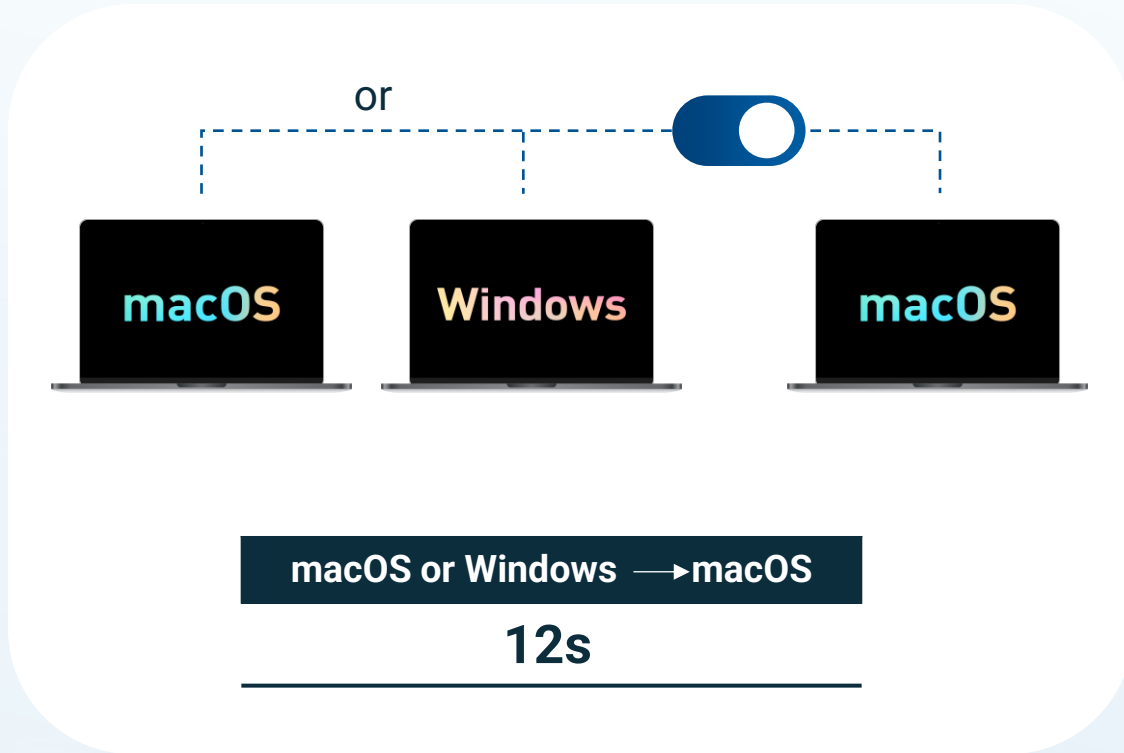 or
macOS
Windows
macOS
macOS or Windows → macOS
12s